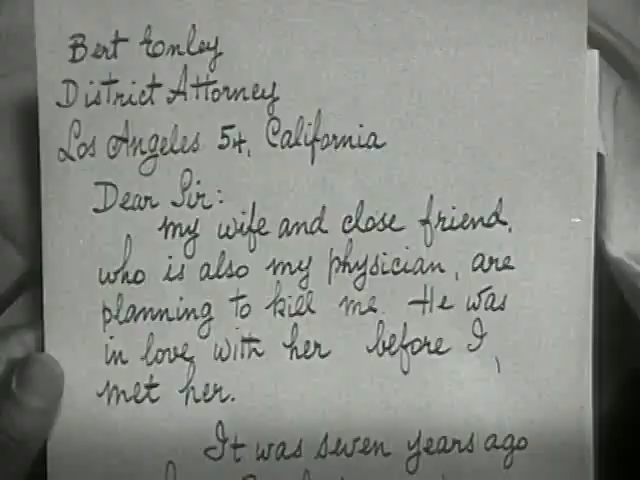 Bert Conley
District Attorney
Los Angeles 54, California
Dear Sir:
My wife and close friend,
who is also my physician, are
planning to kill me. He was
in love with her before I
met her.
It was seven years ago